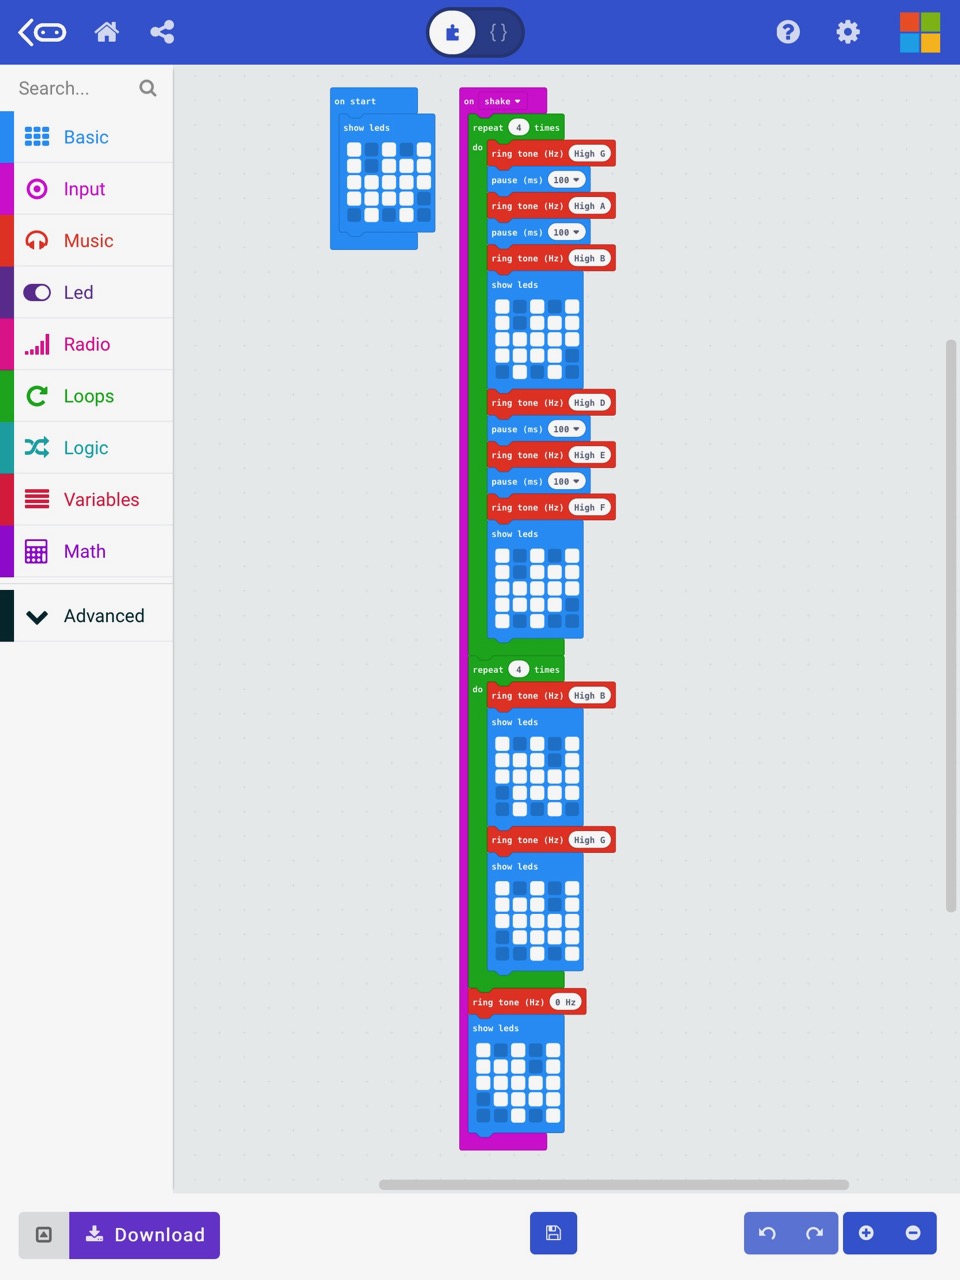 { }
Search...
Basic
Input
Music
Led
Radio
Loops
Logic
Variables
Math
Advanced
on start
show leds
on shake
repeat 4 times
do
ring tone (Hz) High G
pause (ms) 100
ring tone (Hz) High A
pause (ms) 100
ring tone (Hz) High B
show leds
ring tone (Hz) High D
pause (ms) 100
ring tone (Hz) High E
pause (ms) 100
ring tone (Hz) High F
show leds
repeat 4 times
do
ring tone (Hz) High B
show leds
ring tone (Hz) High G
show leds
ring tone (Hz) 0 Hz
show leds
Download